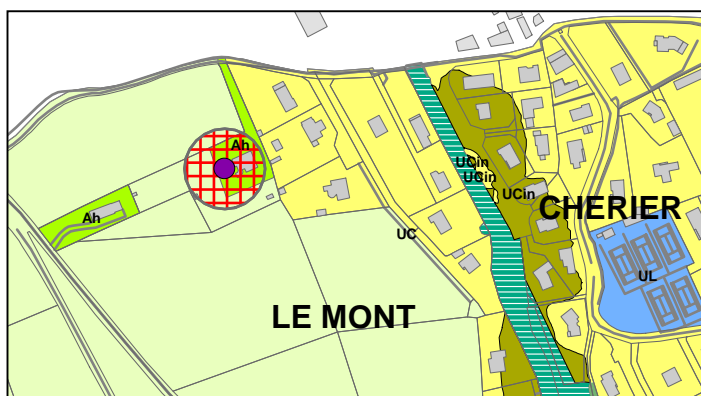 Ah
UCin
UCin
UCin
CHERIER
Ah
UC
UL
LE MONT